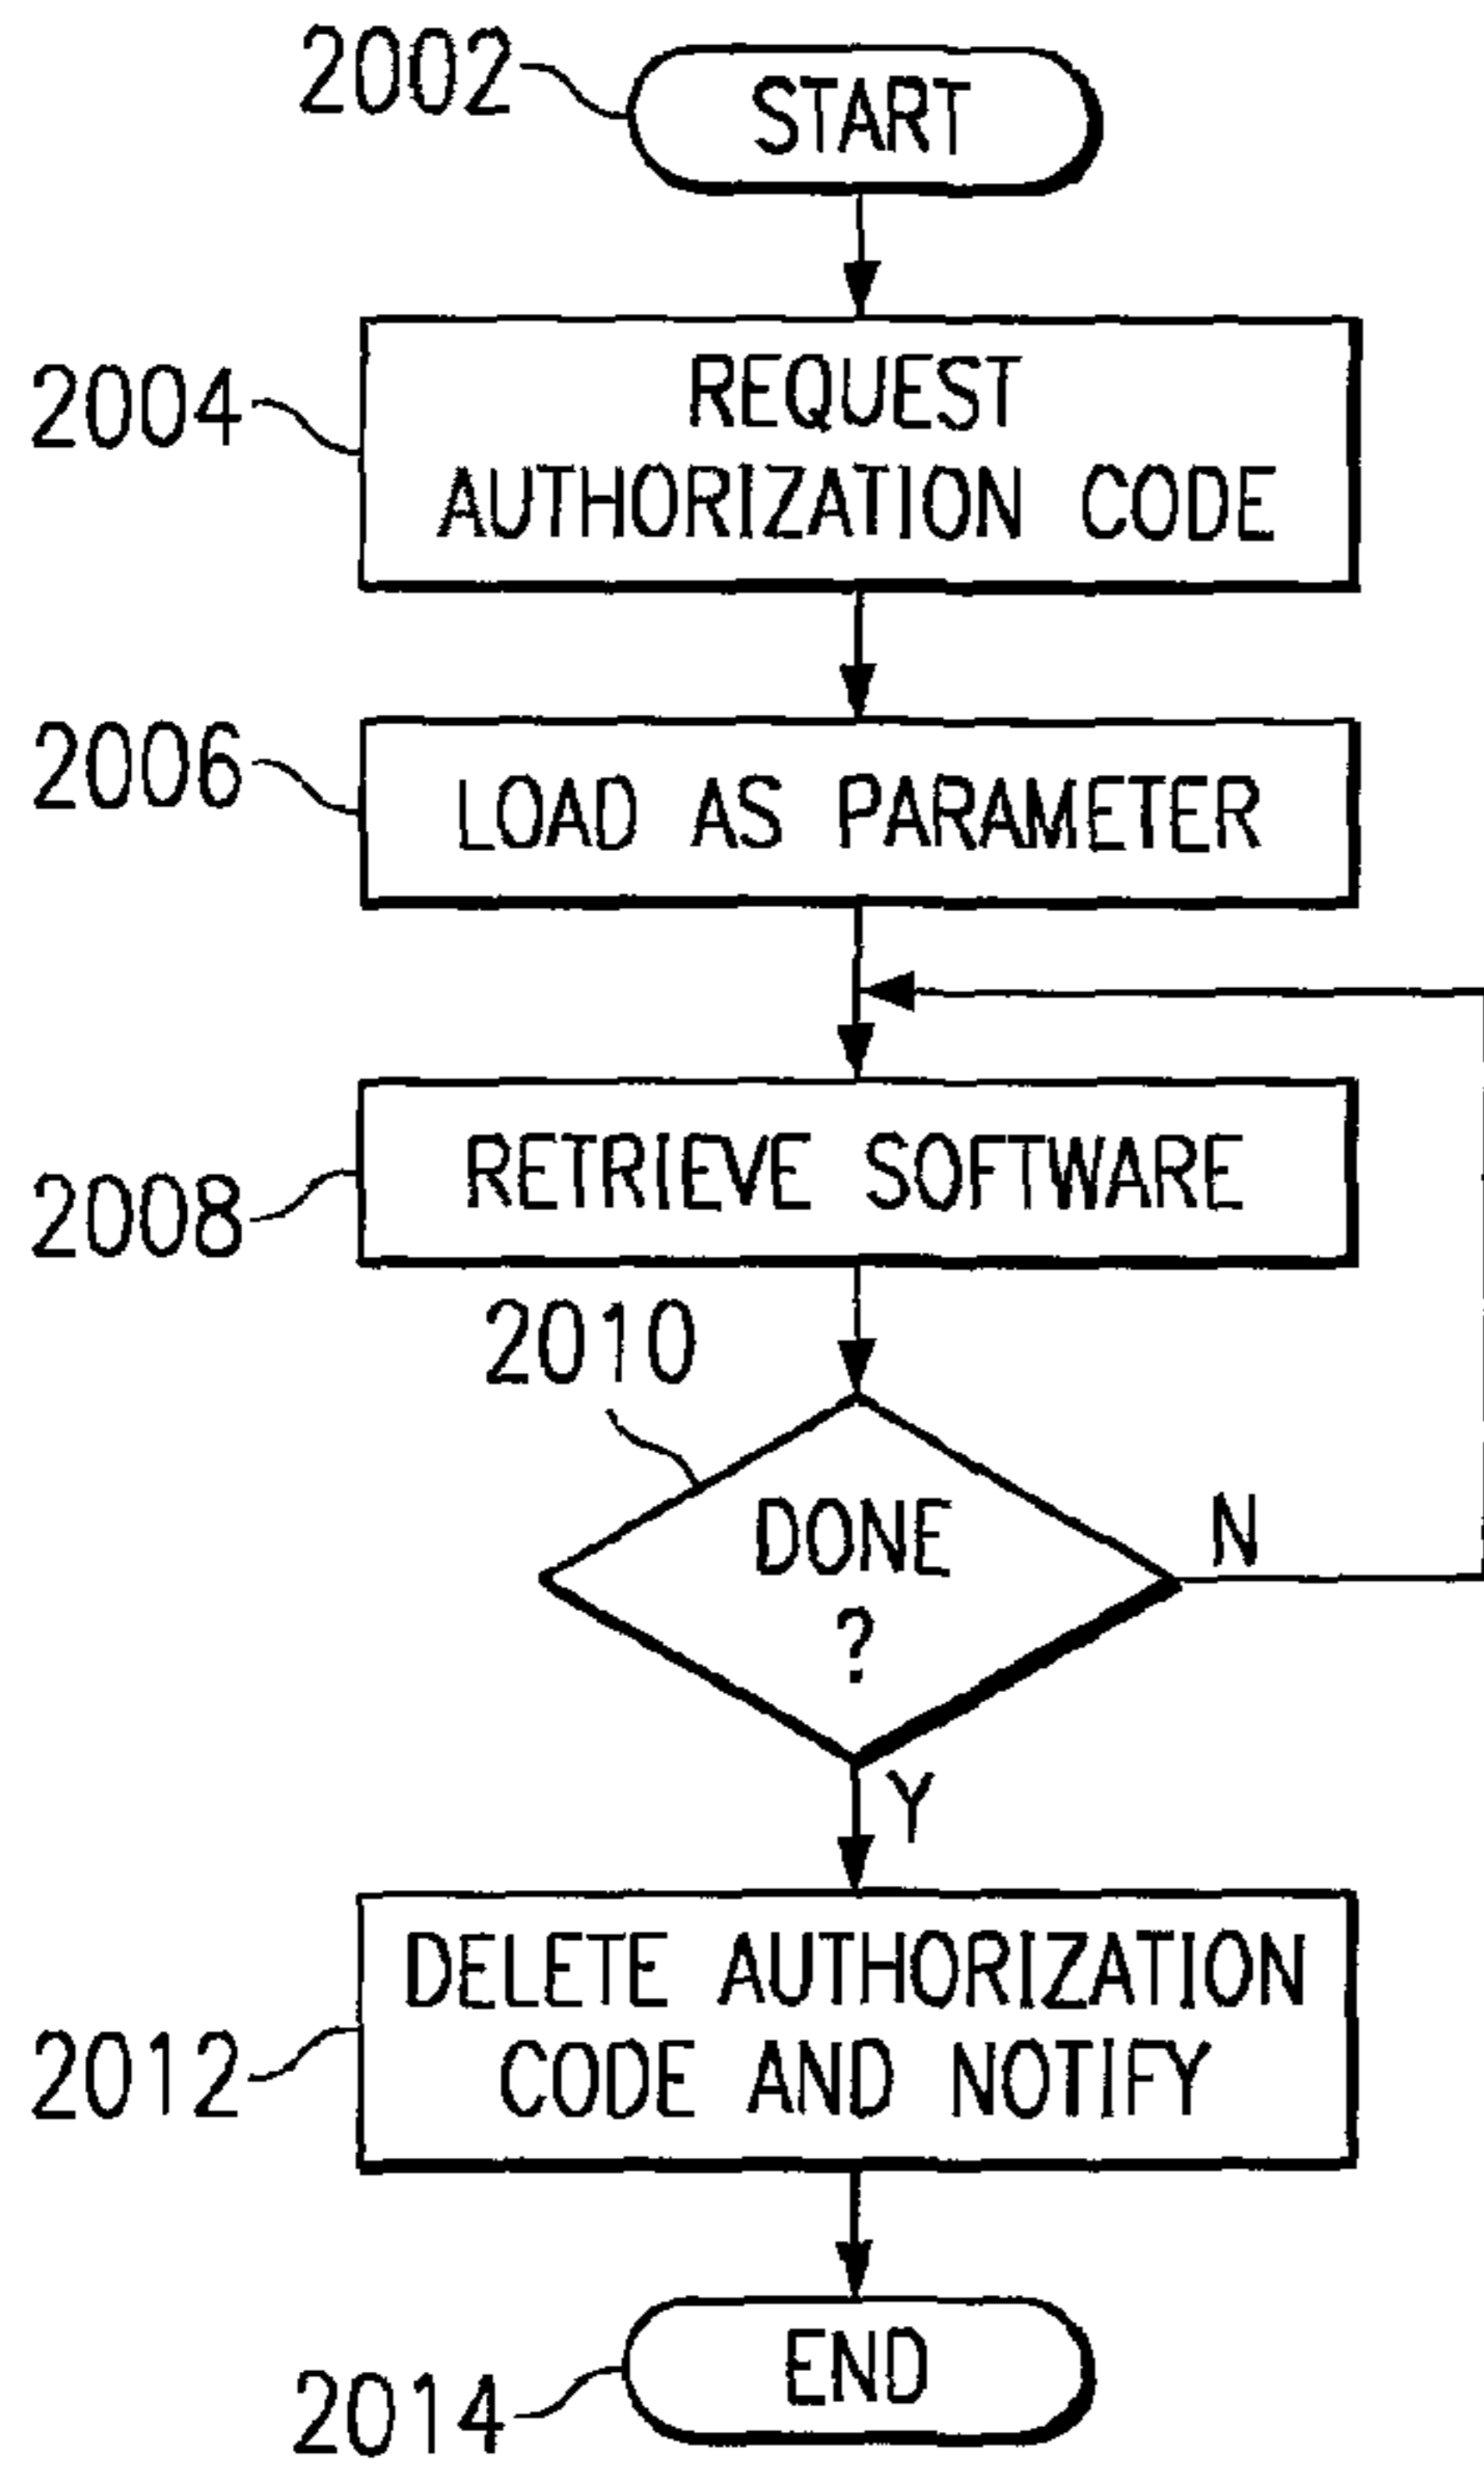 2002
START
2004
REQUEST
AUTHORIZATION CODE
2006
LOAD AS PARAMETER
2008
RETRIEVE SOFTWARE
2010
DONE
?
N
Y
2012
DELETE AUTHORIZATION
CODE AND NOTIFY
2014
END